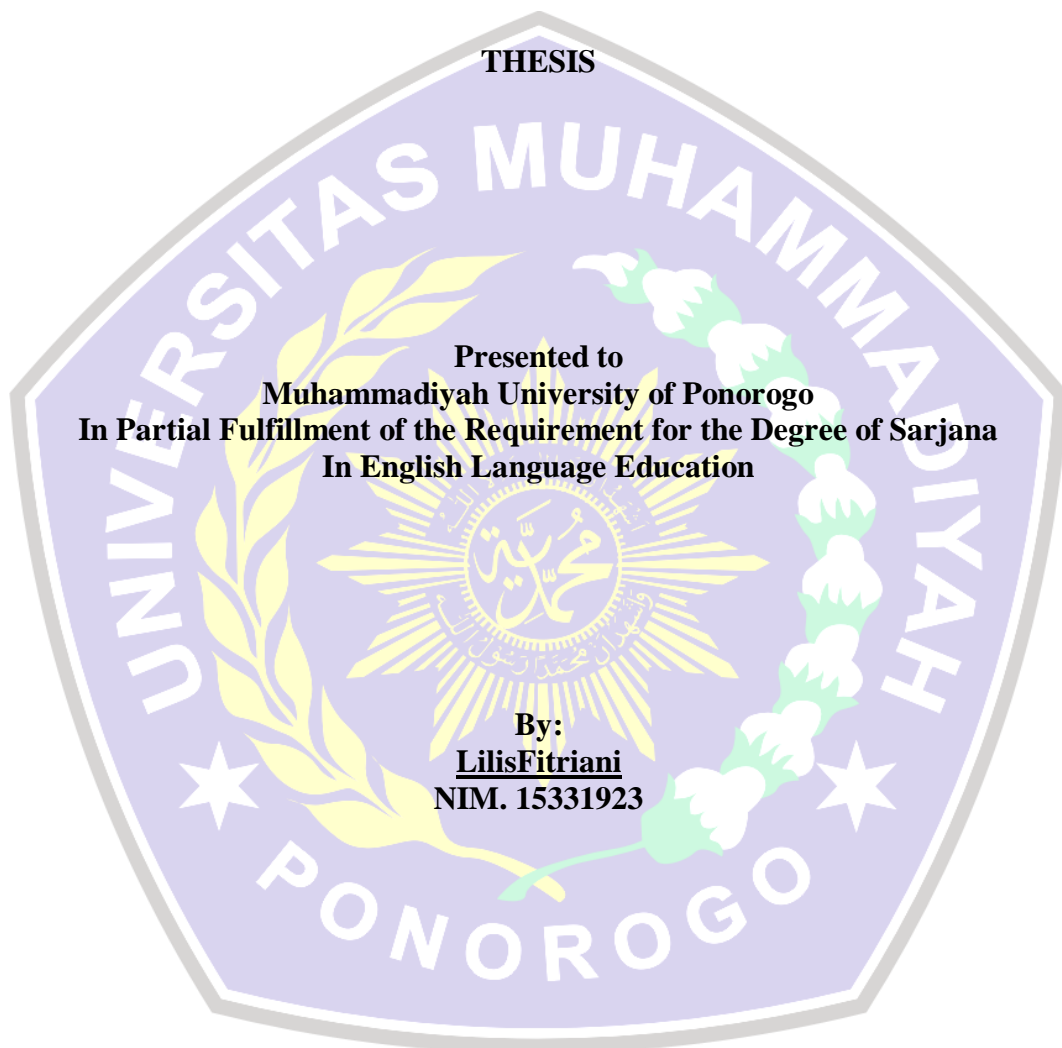 THESIS
UNIVERSITAS MUHAMMADIYAH
Presented to
Muhammadiyah University of Ponorogo
In Partial Fulfillment of the Requirement for the Degree of Sarjana
In English Language Education
محمدية
By:
LilisFitriani
NIM. 15331923
PONOROGO